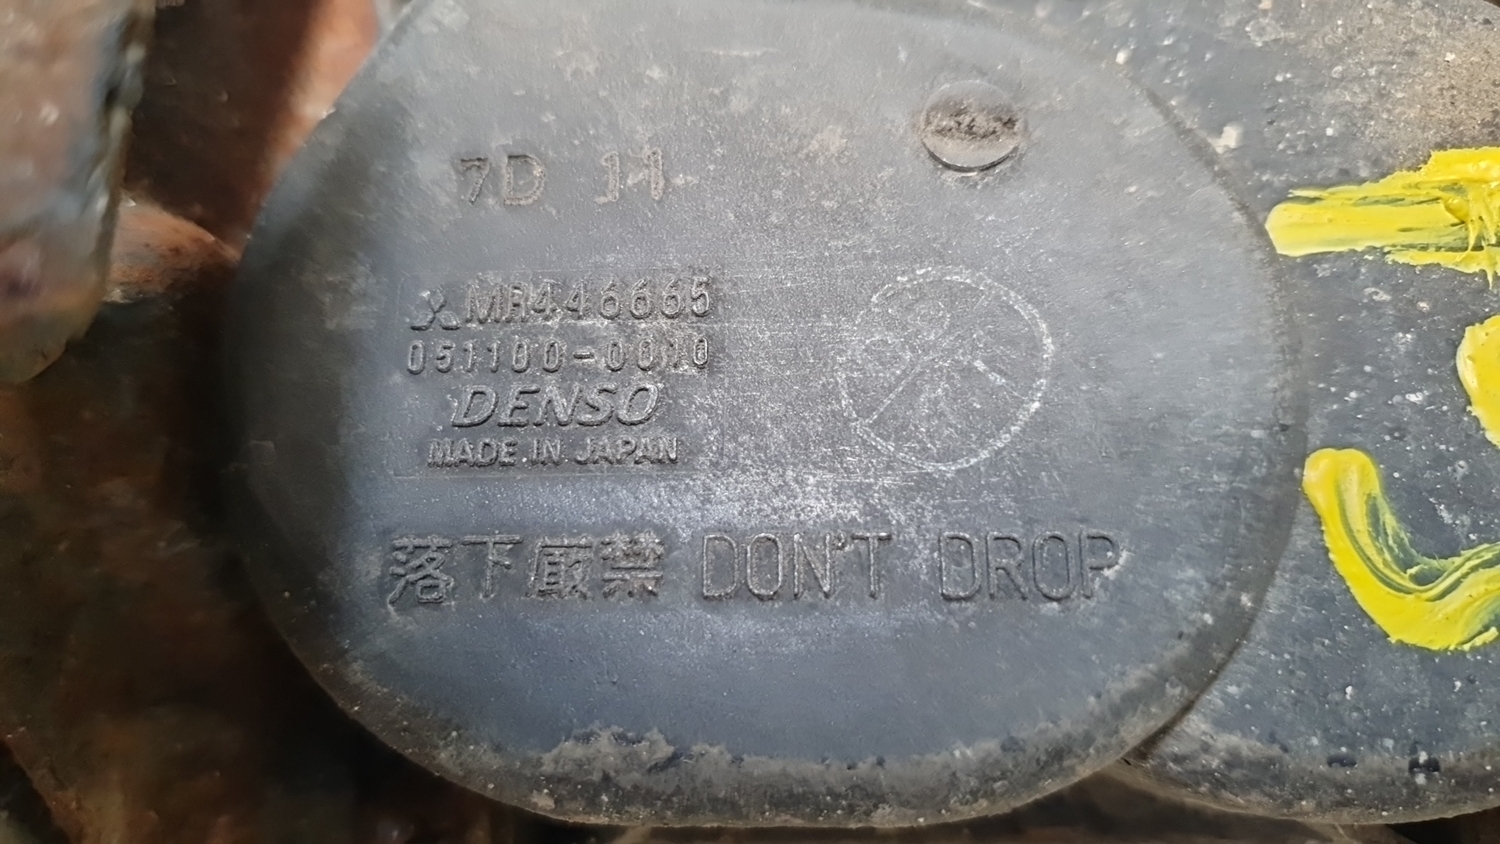 7D 11
MR446665
051100-0010
DENSO
MADE IN JAPAN
落下厳禁 DON'T DROP